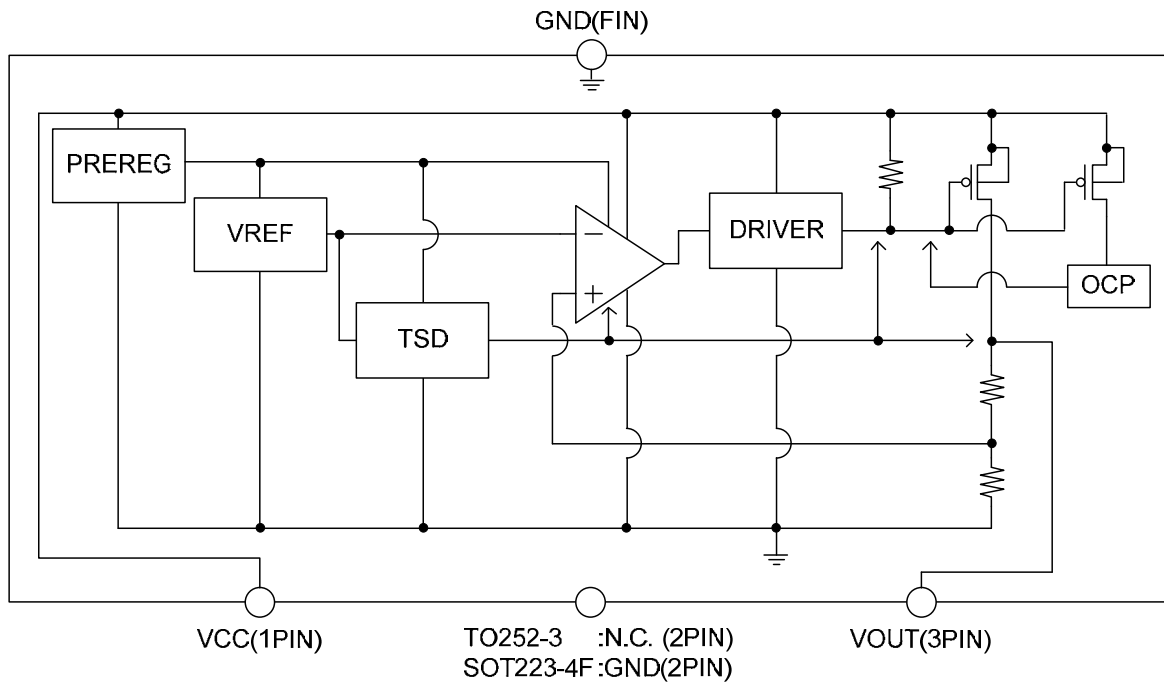 GND(FIN)
PREREG
VREF
DRIVER
OCP
TSD
−
+
VCC(1PIN)
TO252-3 :N.C. (2PIN)
SOT223-4F:GND(2PIN)
VOUT(3PIN)